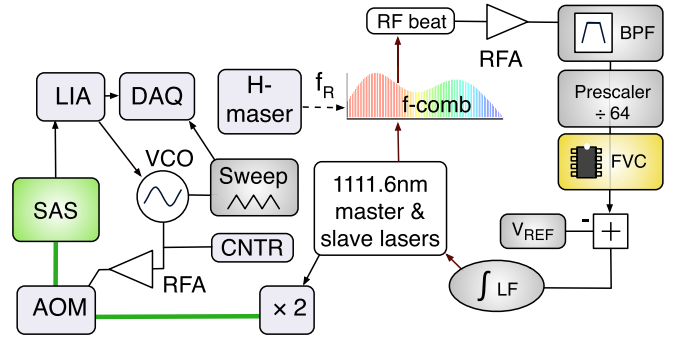 RF beat
RFA
BPF
LIA
DAQ
H-
maser
f_R
f-comb
Prescaler
÷ 64
VCO
Sweep
FVC
SAS
1111.6nm
master &
slave lasers
V_REF
-
+
CNTR
RFA
AOM
× 2
∫ LF